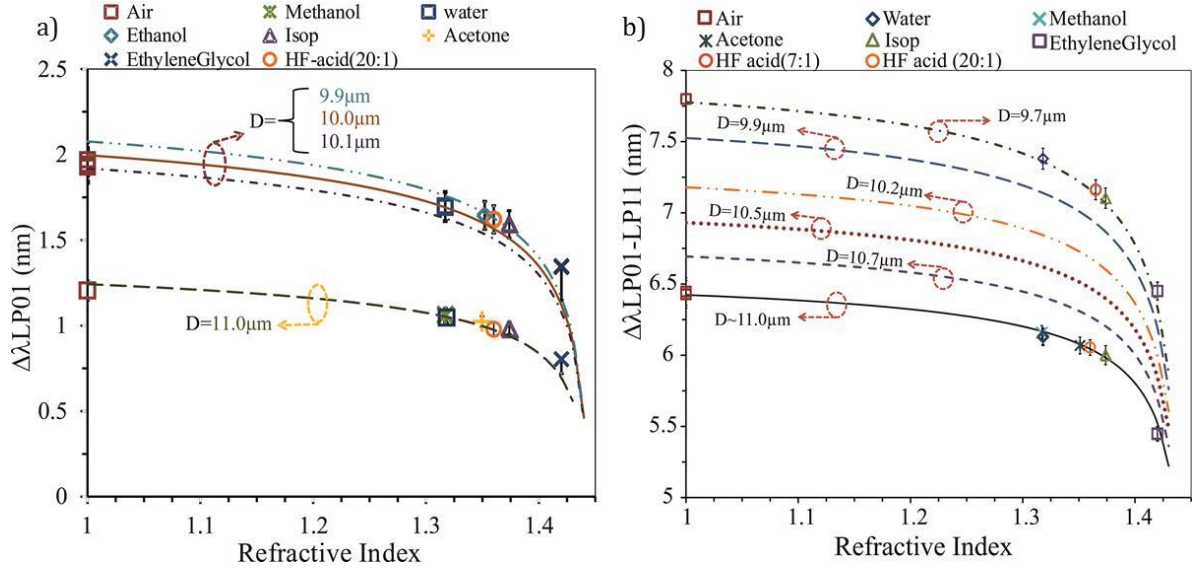 a)
Air Methanol water
Ethanol Isop Acetone
EthyleneGlycol HF-acid(20:1)
2.5
2
1.5
1
0.5
0
ΔλLP01 (nm)
D=
9.9μm
10.0μm
10.1μm
D=11.0μm
1 1.1 1.2 1.3 1.4
Refractive Index
b)
Air Water Methanol
Acetone Isop EthyleneGlycol
HF acid(7:1) HF acid (20:1)
8
7.5
7
6.5
6
5.5
5
ΔλLP01-LP11 (nm)
D=9.7μm
D=9.9μm
D=10.2μm
D=10.5μm
D=10.7μm
D~11.0μm
1 1.1 1.2 1.3 1.4
Refractive Index